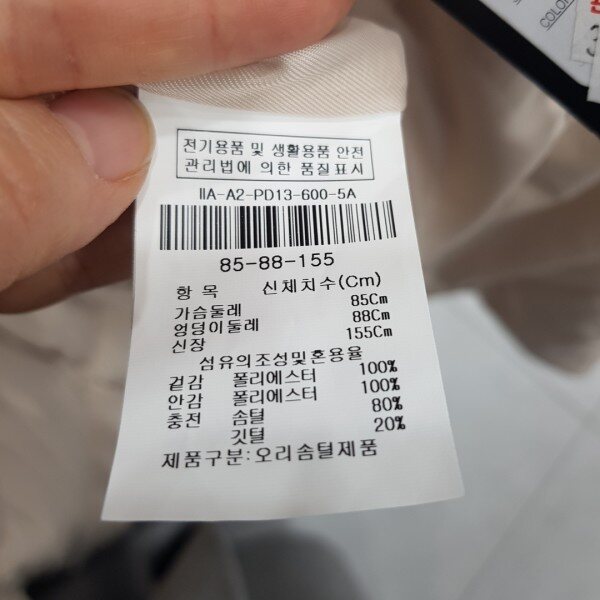 전기용품 및 생활용품 안전
관리법에 의한 품질표시
IIA-A2-PD13-600-5A
85-88-155
항 목 신체치수(Cm)
가슴둘레 85Cm
엉덩이둘레 88Cm
신장 155Cm
섬유의조성및혼용율
겉감 폴리에스터 100%
안감 폴리에스터 100%
충전 솜털 80%
깃털 20%
제품구분:오리솜털제품
COLOR